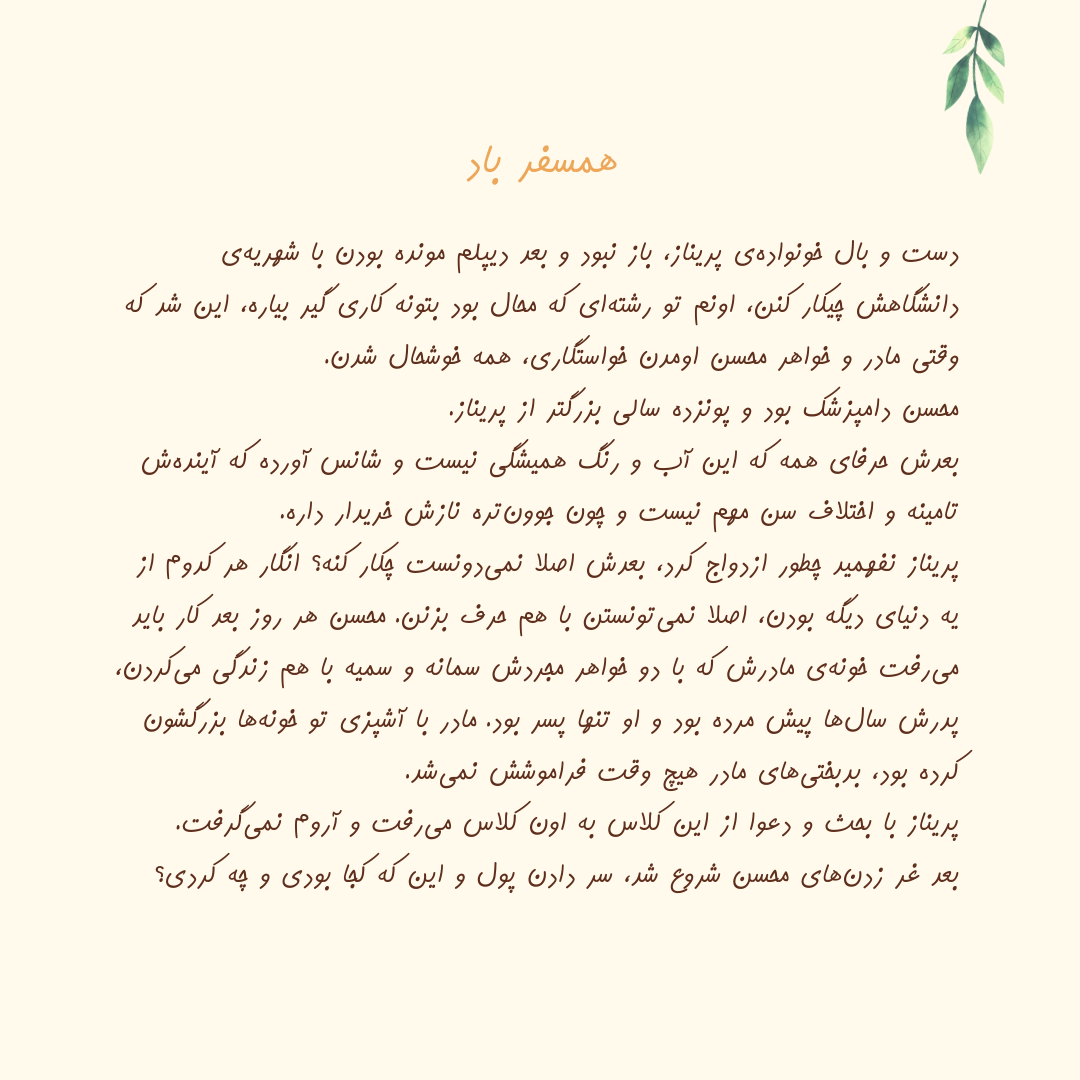 همسفر باد
دست و بال خونواده‌ی پریناز، باز نبود و بعد دیپلم مونده بودن با شهریه‌ی
دانشگاهش چیکار کنن، اونم تو رشته‌ای که محال بود بتونه کاری گیر بیاره، این شد که
وقتی مادر و خواهر محسن اومدن خواستگاری، همه خوشحال شدن.
محسن دامپزشک بود و پونزده سالی بزرگتر از پریناز.
بعدش حرفای همه که این آب و رنگ همیشگی نیست و شانس آورده که آینده‌ش
تامینه و اختلاف سن مهم نیست و چون جوون‌تره نازش خریدار داره.
پریناز نفهمید چطور ازدواج کرد، بعدش اصلا نمی‌دونست چکار کنه؟ انگار هر کدوم از
یه دنیای دیگه بودن، اصلا نمی‌تونستن با هم حرف بزنن. محسن هر روز بعد کار باید
می‌رفت خونه‌ی مادرش که با دو خواهر مجردش سمانه و سمیه با هم زندگی می‌کردن،
پدرش سال‌ها پیش مرده بود و او تنها پسر بود. مادر با آشپزی تو خونه‌ها بزرگشون
کرده بود، بدبختی‌های مادر هیچ وقت فراموشش نمی‌شد.
پریناز با بحث و دعوا از این کلاس به اون کلاس می‌رفت و آروم نمی‌گرفت.
بعد غر زدن‌های محسن شروع شد، سر دادن پول و این که کجا بودی و چه کردی؟